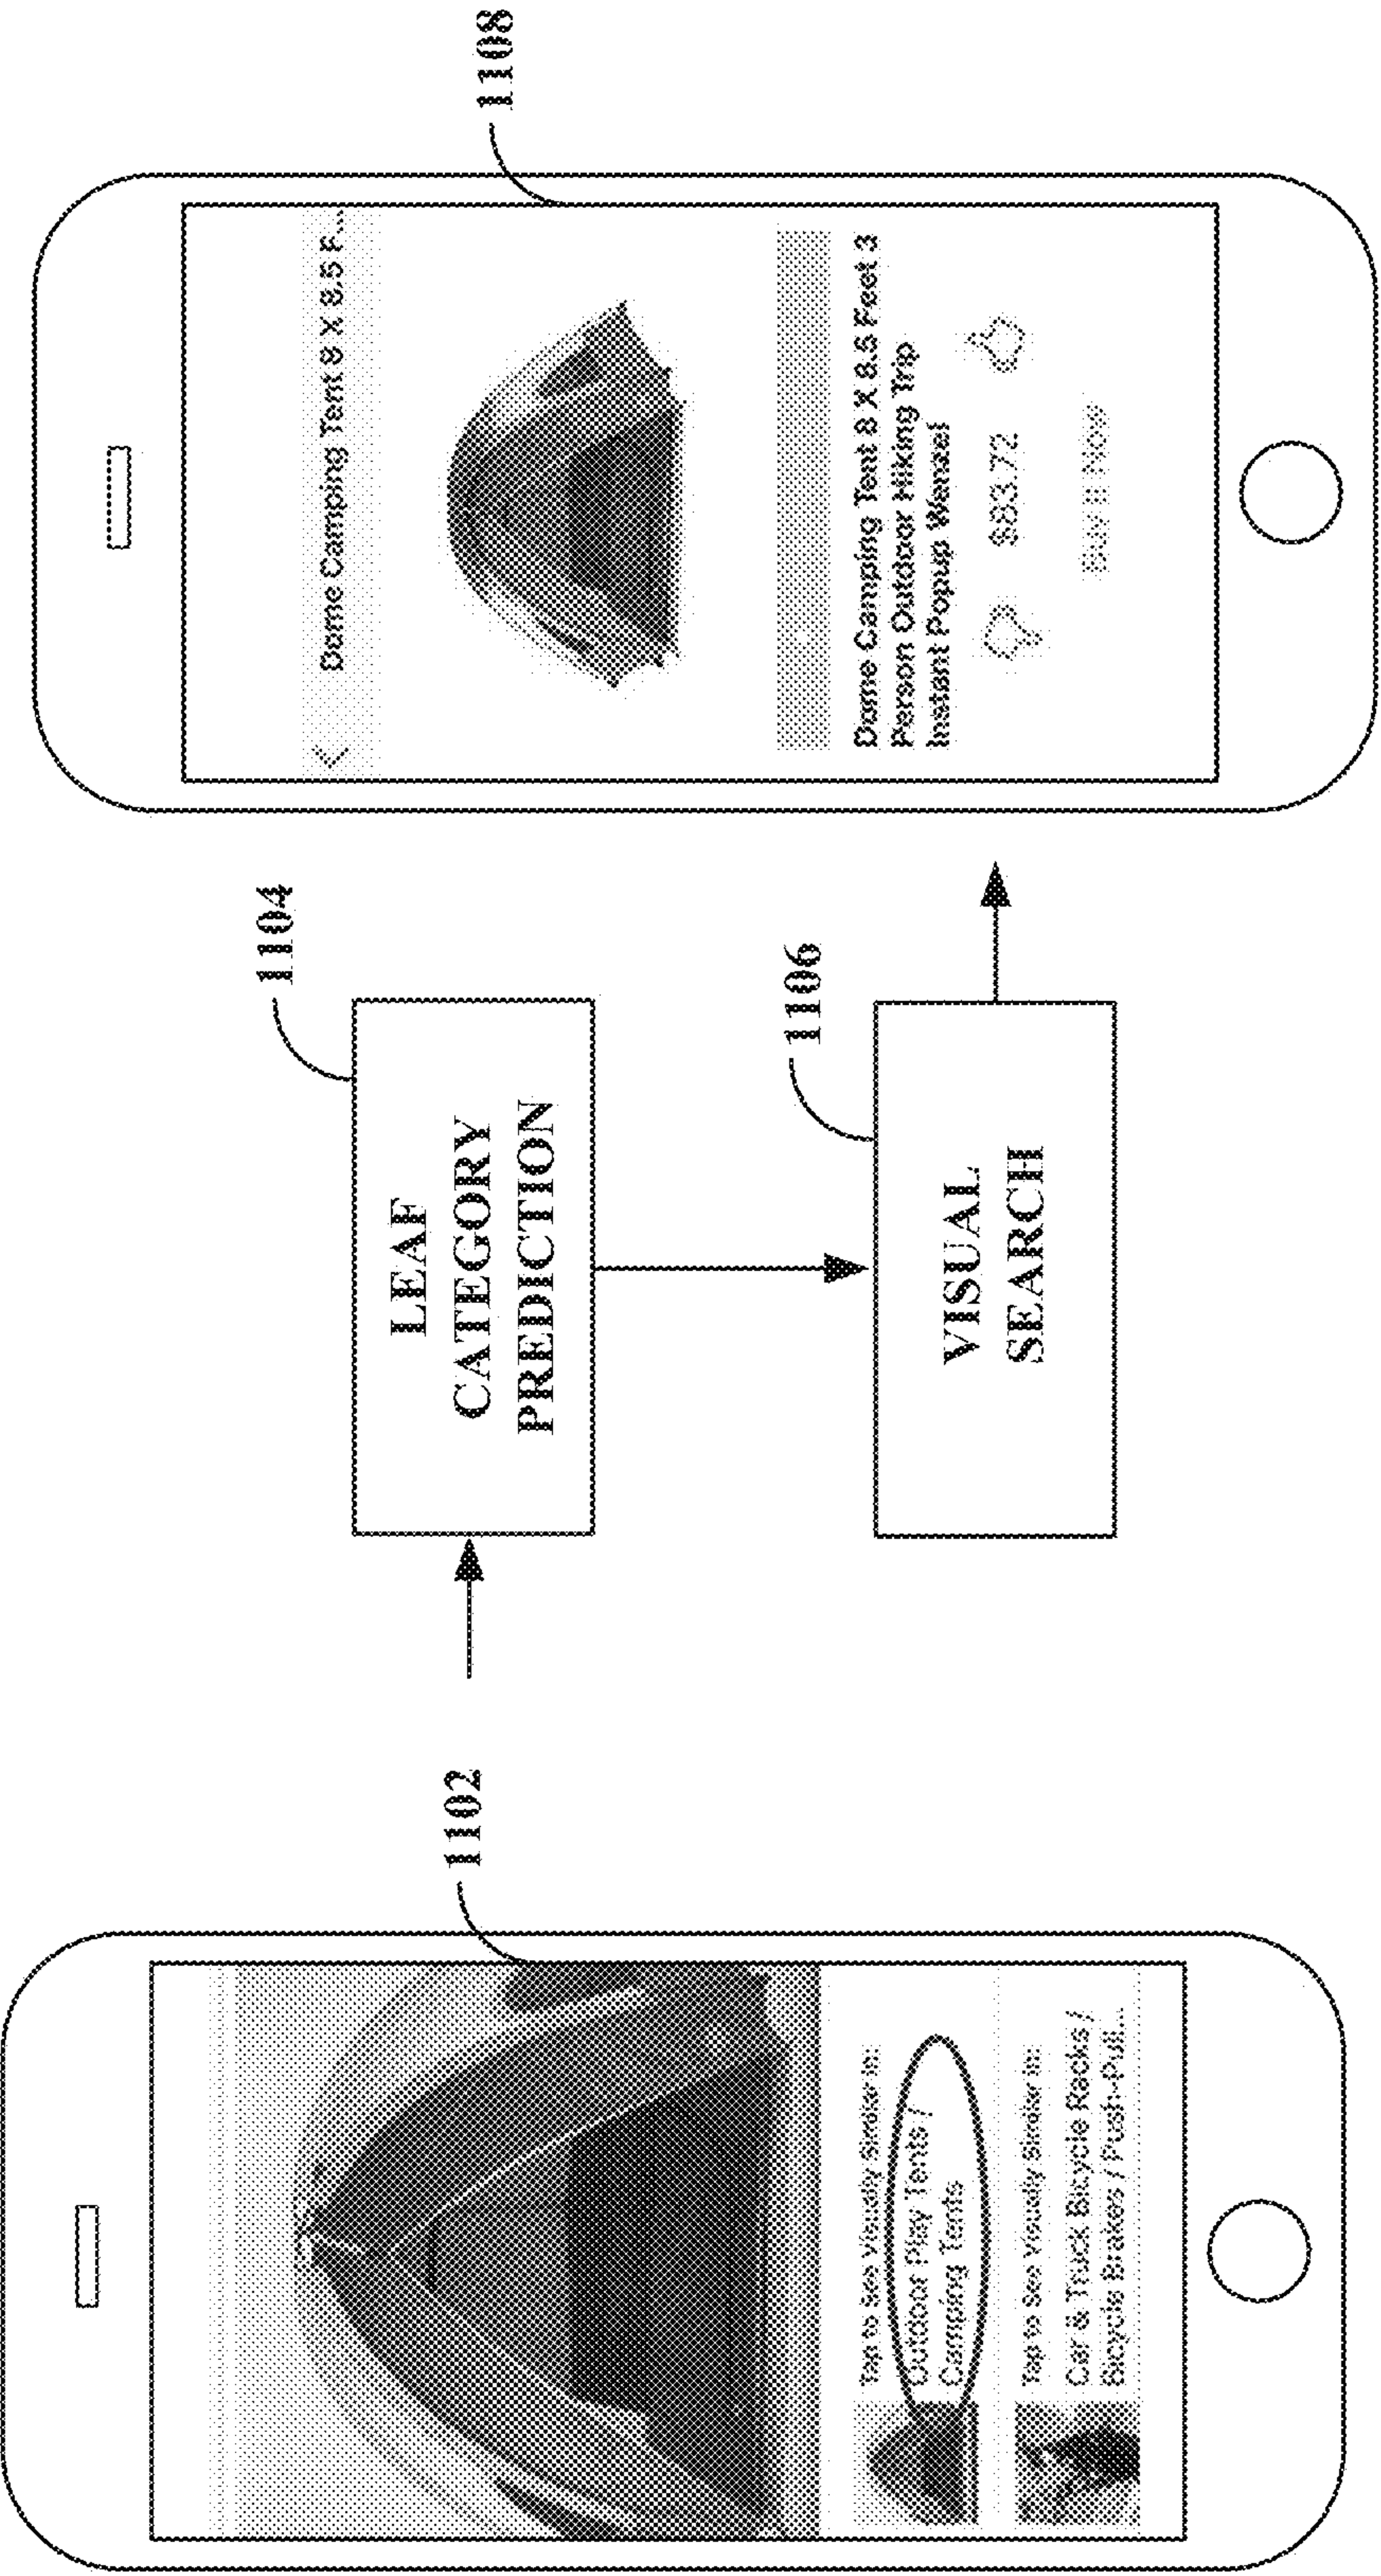 1102
Tap to See Visually Similar in:
Outdoor Play Tents /
Camping Tents
Tap to See Visually Similar in:
Car & Truck Bicycle Racks /
Bicycle Brakes / Push-Pull...
1104
LEAF
CATEGORY
PREDICTION
1106
VISUAL
SEARCH
1108
Dome Camping Tent 8 X 8.5 F...
Dome Camping Tent 8 X 8.5 Feet 3
Person Outdoor Hiking Trip
Instant Popup Wenzel
$83.72
Buy It Now